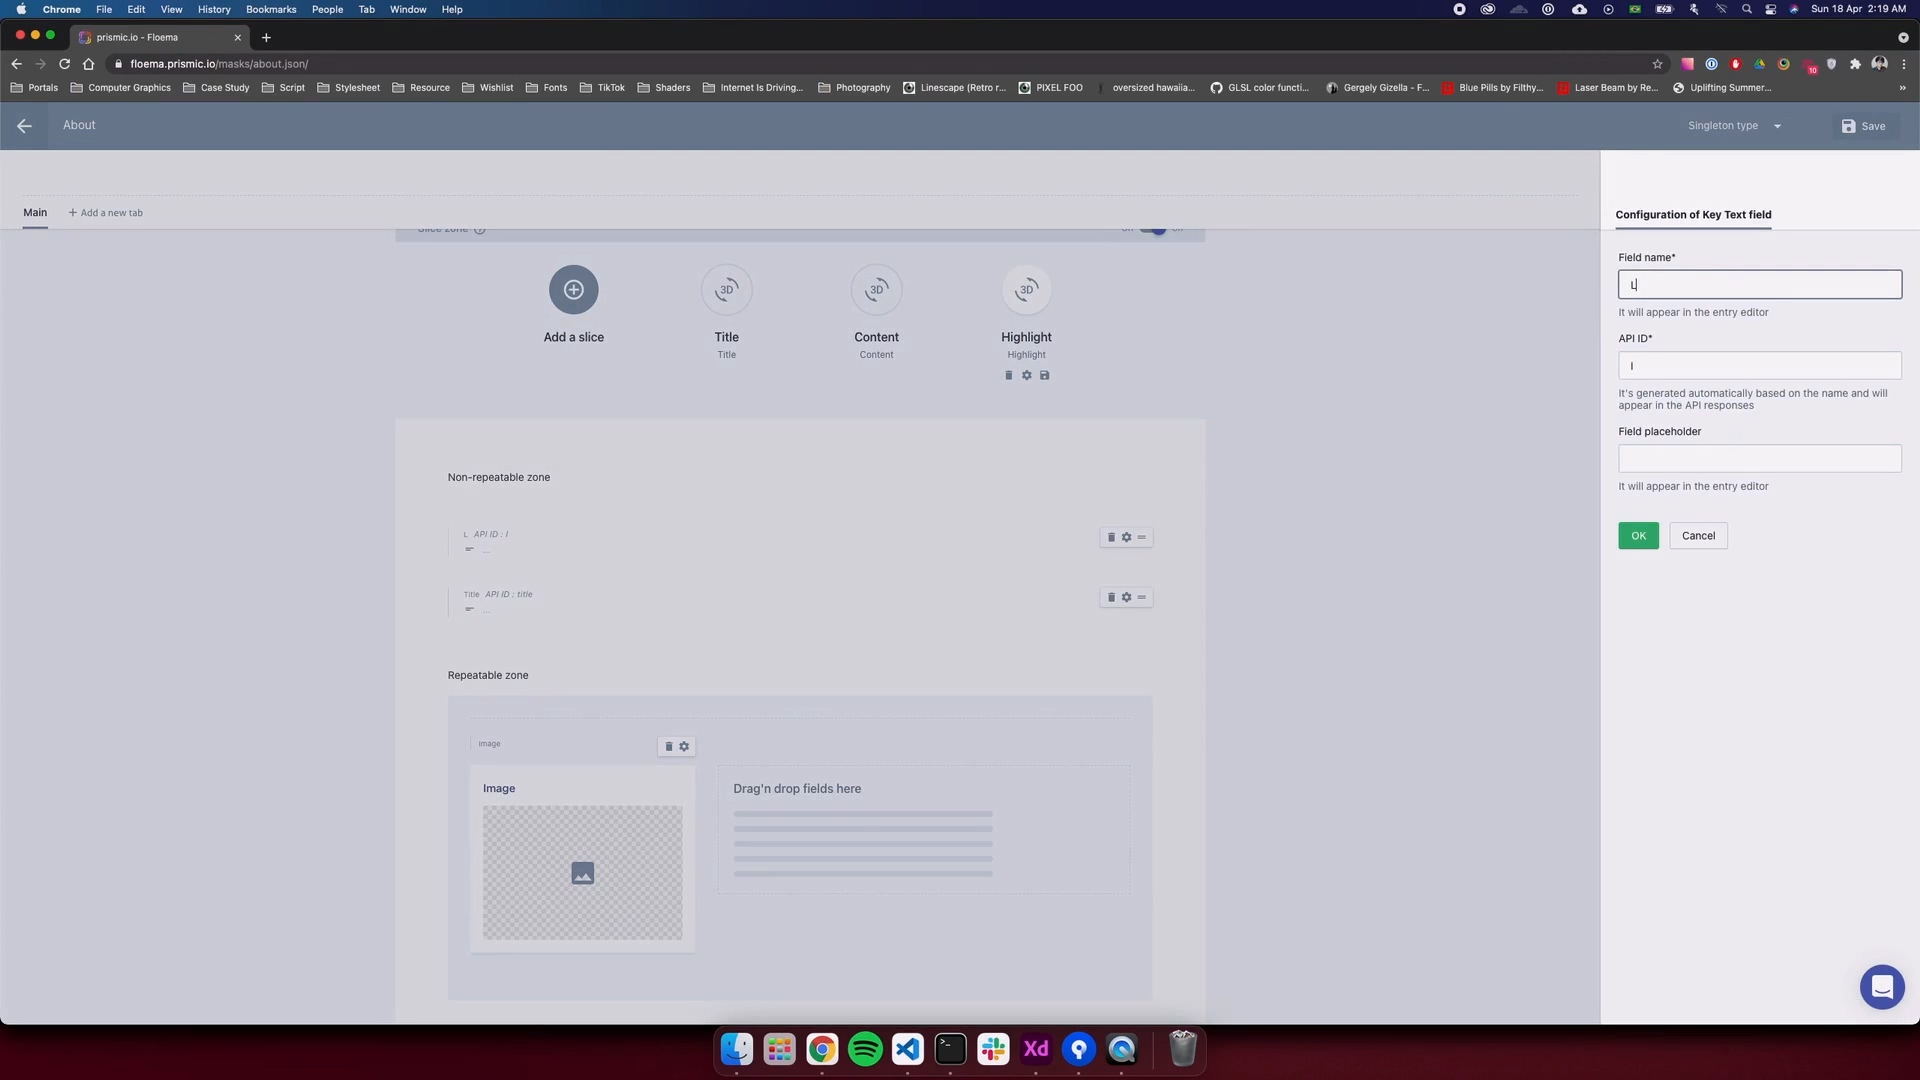 Chrome File Edit View History Bookmarks People Tab Window Help
Sun 18 Apr 2:19 AM
prismic.io - Floema
floema.prismic.io/masks/about.json/
10
Portals Computer Graphics Case Study Script Stylesheet Resource Wishlist Fonts TikTok Shaders Internet Is Driving... Photography Linescape (Retro r... PIXEL FOO oversized hawaiia... GLSL color functi... Gergely Gizella - F... Blue Pills by Filthy... Laser Beam by Re... Uplifting Summer... »
About
Singleton type
Save
Main
+ Add a new tab
Configuration of Key Text field
Slice zone
Field name*
L
It will appear in the entry editor
API ID*
l
It's generated automatically based on the name and will
appear in the API responses
Field placeholder
It will appear in the entry editor
OK
Cancel
3D
3D
3D
Add a slice
Title
Content
Highlight
Title
Content
Highlight
Non-repeatable zone
L API ID : l
...
Title API ID : title
...
Repeatable zone
Image
Image
Drag'n drop fields here
Xd